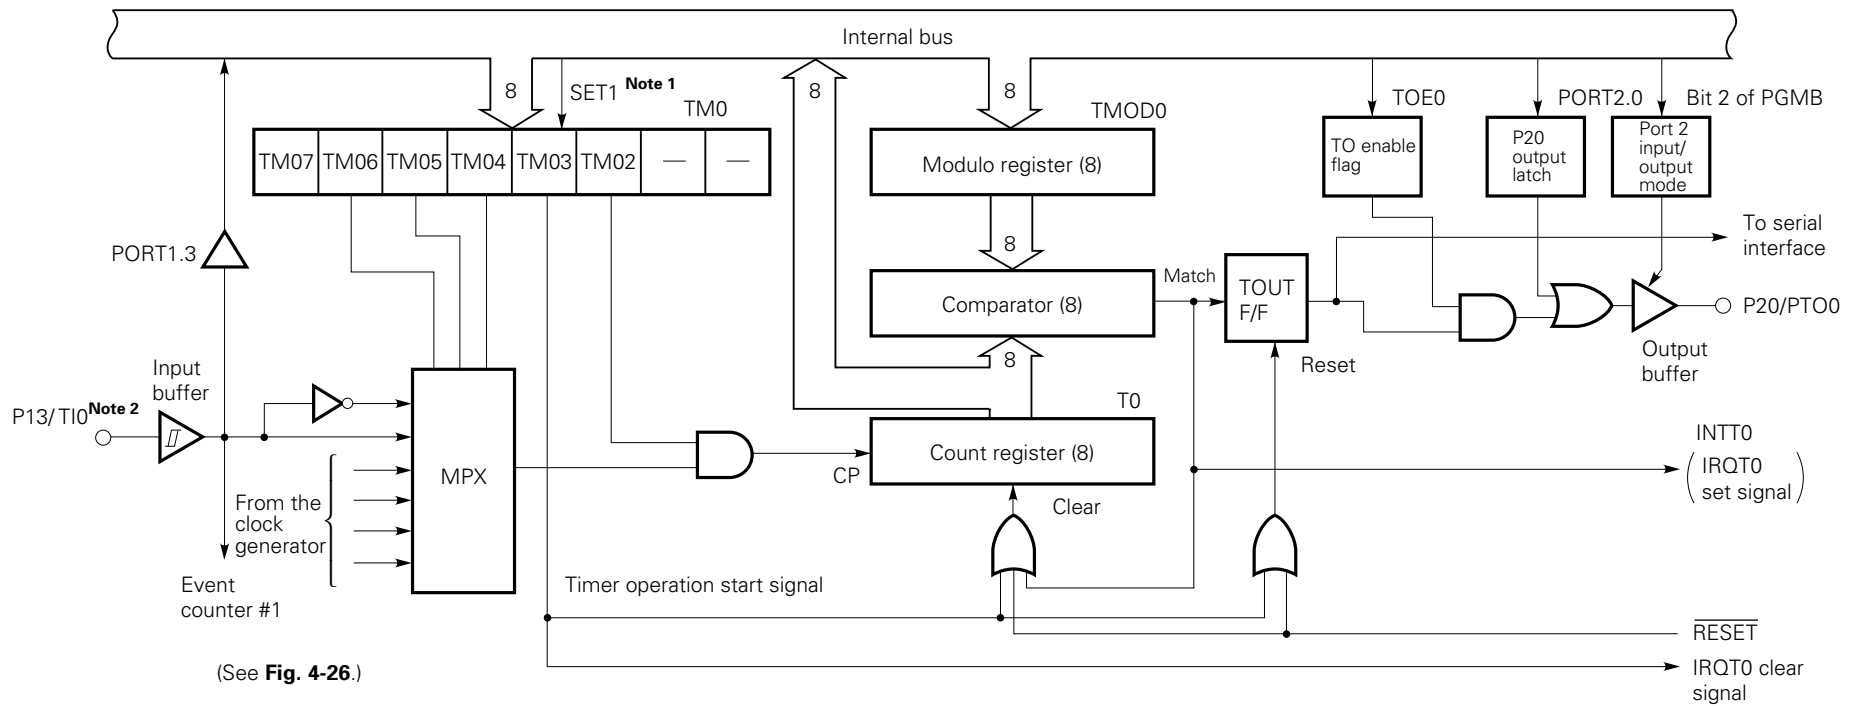 Internal bus
8
SET1 Note 1
TM0
8
8
TMOD0
TOE0
PORT2.0
Bit 2 of PGMB
TM07
TM06
TM05
TM04
TM03
TM02
—
—
Modulo register (8)
TO enable
flag
P20
output
latch
Port 2
input/
output
mode
PORT1.3
8
To serial
interface
Comparator (8)
Match
TOUT
F/F
P20/PTO0
Reset
Output
buffer
8
Input
buffer
P13/TI0 Note 2
T0
Count register (8)
CP
Clear
MPX
INTT0
(IRQT0
set signal)
From the
clock
generator
Event
counter #1
Timer operation start signal
RESET
(See Fig. 4-26.)
IRQT0 clear
signal